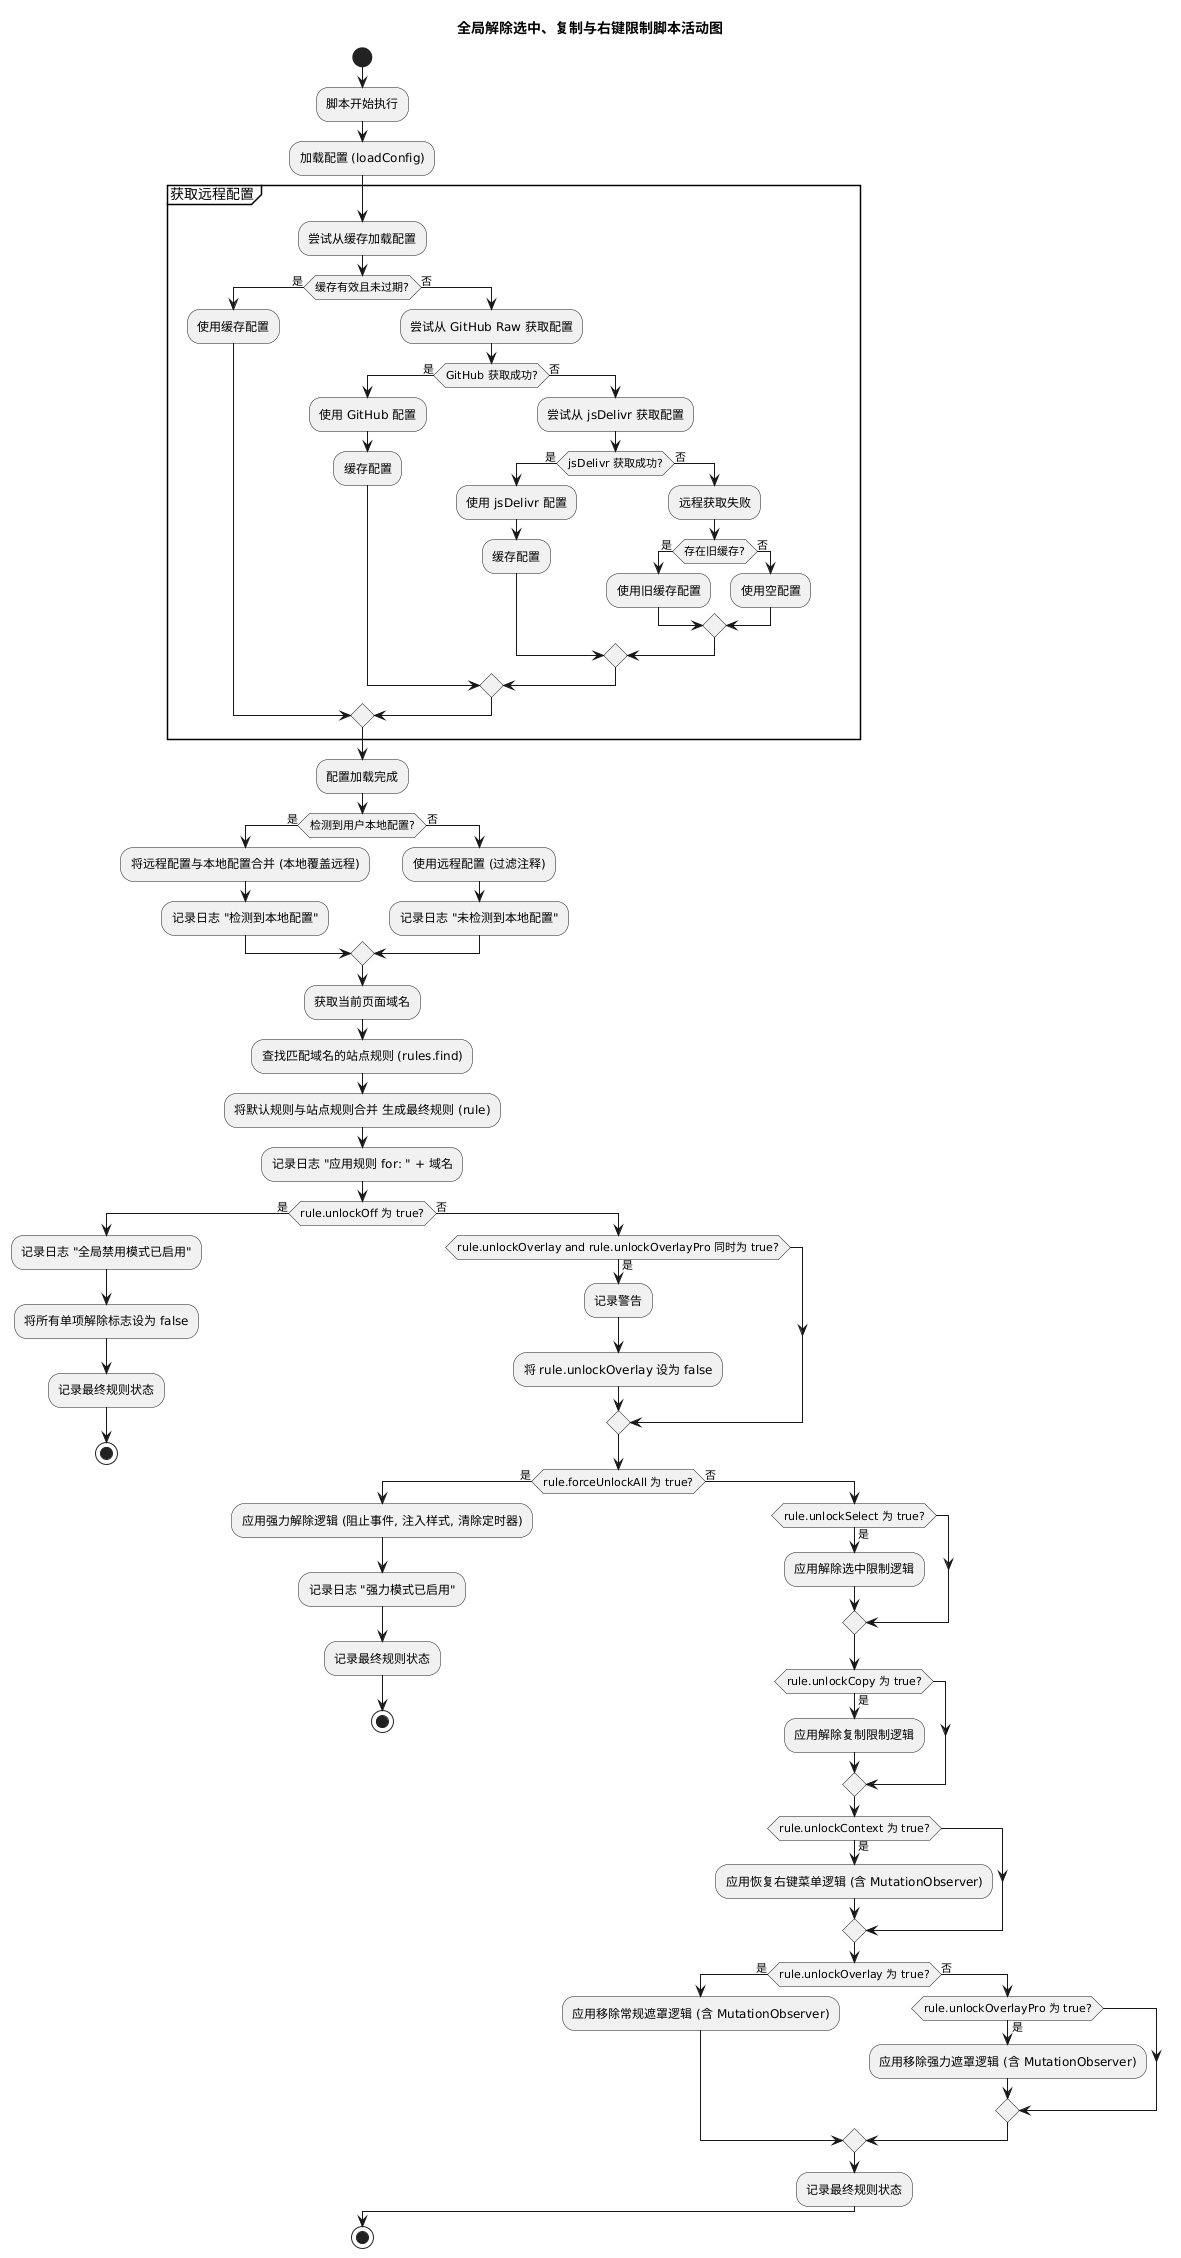 全局解除选中、复制与右键限制脚本活动图
脚本开始执行
加载配置 (loadConfig)
获取远程配置
尝试从缓存加载配置
缓存有效且未过期?
是
否
使用缓存配置
尝试从 GitHub Raw 获取配置
GitHub 获取成功?
是
否
使用 GitHub 配置
缓存配置
尝试从 jsDelivr 获取配置
jsDelivr 获取成功?
是
否
使用 jsDelivr 配置
缓存配置
远程获取失败
存在旧缓存?
是
否
使用旧缓存配置
使用空配置
配置加载完成
检测到用户本地配置?
是
否
将远程配置与本地配置合并 (本地覆盖远程)
记录日志 "检测到本地配置"
使用远程配置 (过滤注释)
记录日志 "未检测到本地配置"
获取当前页面域名
查找匹配域名的站点规则 (rules.find)
将默认规则与站点规则合并 生成最终规则 (rule)
记录日志 "应用规则 for: " + 域名
rule.unlockOff 为 true?
是
否
记录日志 "全局禁用模式已启用"
将所有单项解除标志设为 false
记录最终规则状态
rule.unlockOverlay and rule.unlockOverlayPro 同时为 true?
是
记录警告
将 rule.unlockOverlay 设为 false
rule.forceUnlockAll 为 true?
是
否
应用强力解除逻辑 (阻止事件, 注入样式, 清除定时器)
记录日志 "强力模式已启用"
记录最终规则状态
rule.unlockSelect 为 true?
是
应用解除选中限制逻辑
rule.unlockCopy 为 true?
是
应用解除复制限制逻辑
rule.unlockContext 为 true?
是
应用恢复右键菜单逻辑 (含 MutationObserver)
rule.unlockOverlay 为 true?
是
否
应用移除常规遮罩逻辑 (含 MutationObserver)
rule.unlockOverlayPro 为 true?
是
应用移除强力遮罩逻辑 (含 MutationObserver)
记录最终规则状态